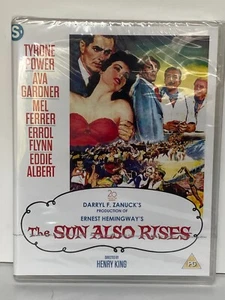 S
TYRONE
POWER
AVA
GARDNER
MEL
FERRER
ERROL
FLYNN
EDDIE
ALBERT
20
DARRYL F. ZANUCK'S
PRODUCTION OF
ERNEST HEMINGWAY'S
The SUN ALSO RISES
DIRECTED BY
HENRY KING
PG